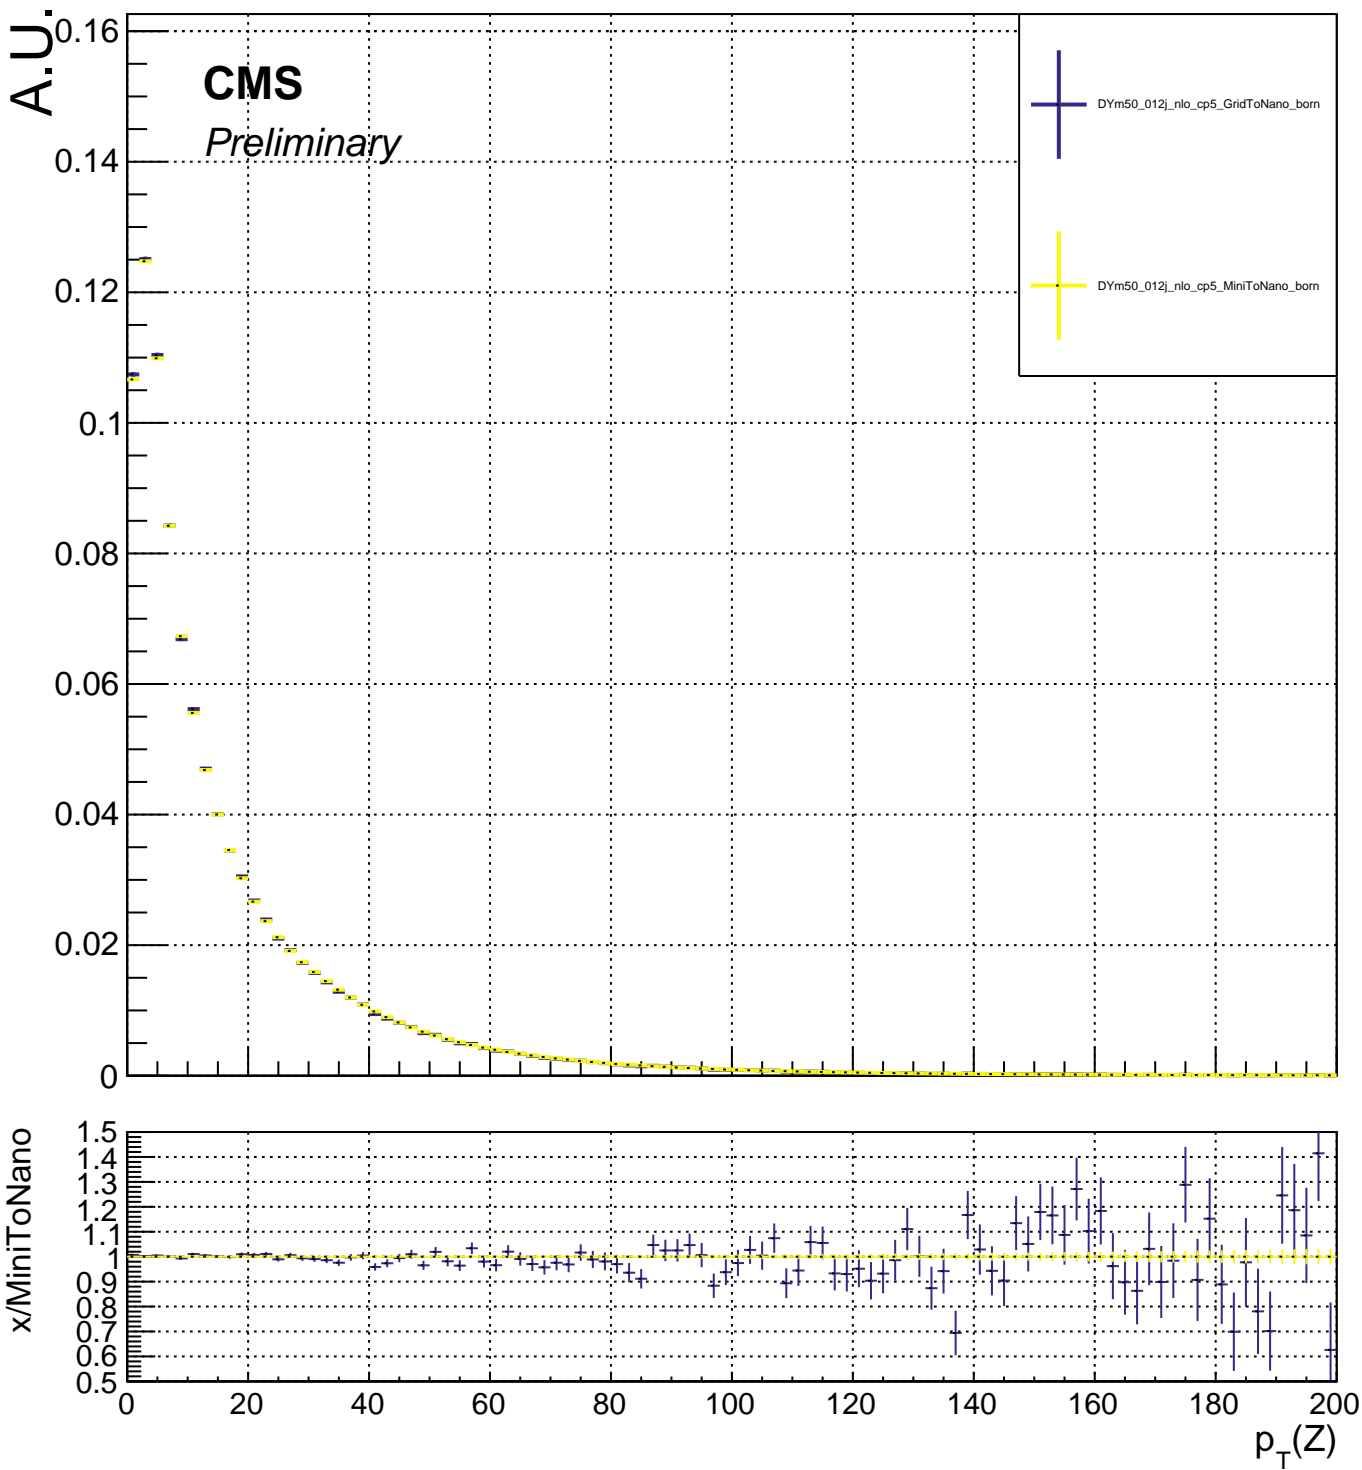 A.U.
0.16
0.14
0.12
0.1
0.08
0.06
0.04
0.02
0
CMS
Preliminary
DYm50_012j_nlo_cp5_GridToNano_born
DYm50_012j_nlo_cp5_MiniToNano_born
x/MiniToNano
1.5
1.4
1.3
1.2
1.1
1
0.9
0.8
0.7
0.6
0.5
0 20 40 60 80 100 120 140 160 180 200
p_T(Z)